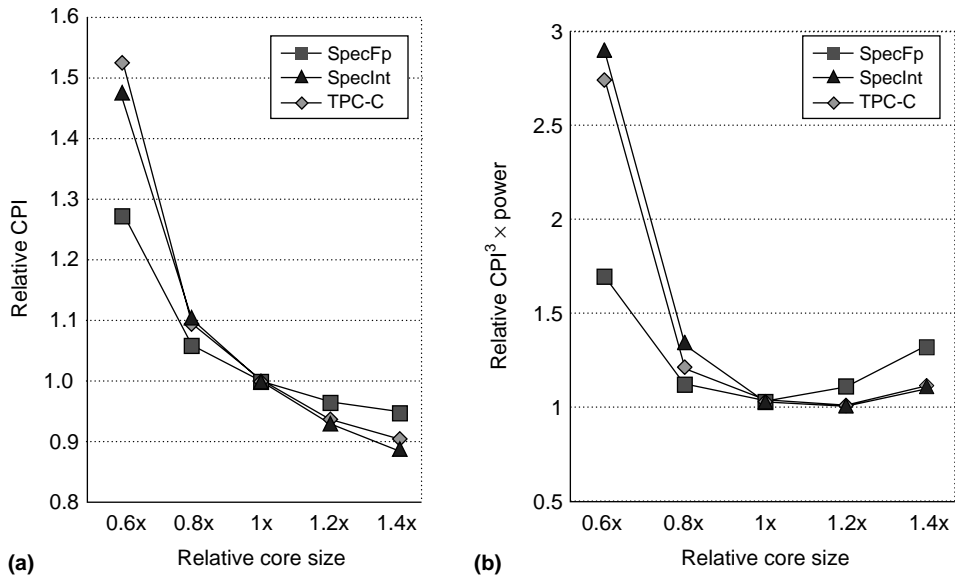 1.6
1.5
1.4
1.3
1.2
1.1
1.0
0.9
0.8
Relative CPI
SpecFp
SpecInt
TPC-C
0.6x 0.8x 1x 1.2x 1.4x
Relative core size
(a)
3
2.5
2
1.5
1
0.5
Relative CPI³ × power
SpecFp
SpecInt
TPC-C
0.6x 0.8x 1x 1.2x 1.4x
Relative core size
(b)